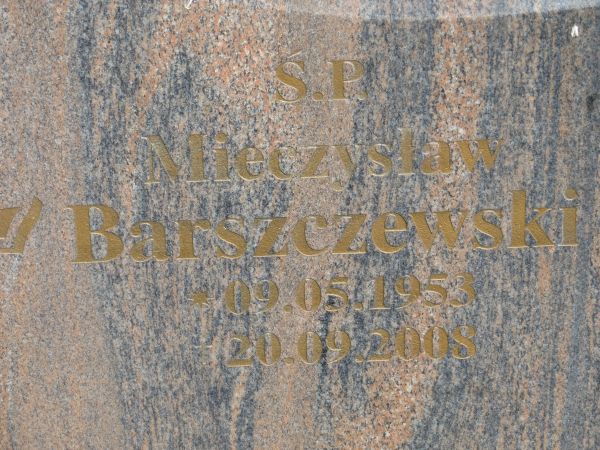 Ś.P.
Mieczysław
Barszczewski
* 09.05.1953
20.09.2008